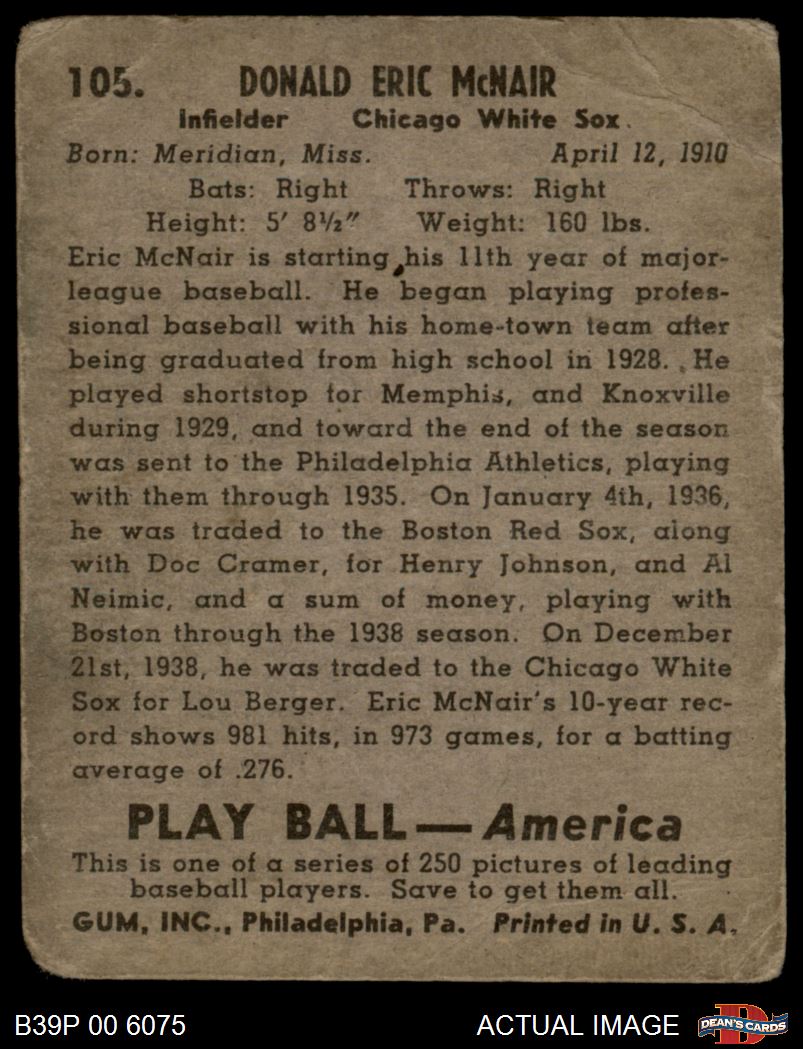 105. DONALD ERIC McNAIR
Infielder Chicago White Sox.
Born: Meridian, Miss. April 12, 1910
Bats: Right Throws: Right
Height: 5' 8½" Weight: 160 lbs.
Eric McNair is starting his 11th year of major-
league baseball. He began playing profes-
sional baseball with his home-town team after
being graduated from high school in 1928. He
played shortstop for Memphis, and Knoxville
during 1929, and toward the end of the season
was sent to the Philadelphia Athletics, playing
with them through 1935. On January 4th, 1936,
he was traded to the Boston Red Sox, along
with Doc Cramer, for Henry Johnson, and Al
Neimic, and a sum of money, playing with
Boston through the 1938 season. On December
21st, 1938, he was traded to the Chicago White
Sox for Lou Berger. Eric McNair's 10-year rec-
ord shows 981 hits, in 973 games, for a batting
average of .276.
PLAY BALL—America
This is one of a series of 250 pictures of leading
baseball players. Save to get them all.
GUM, INC., Philadelphia, Pa. Printed in U. S. A.
B39P 00 6075 ACTUAL IMAGE D DEAN'S CARDS